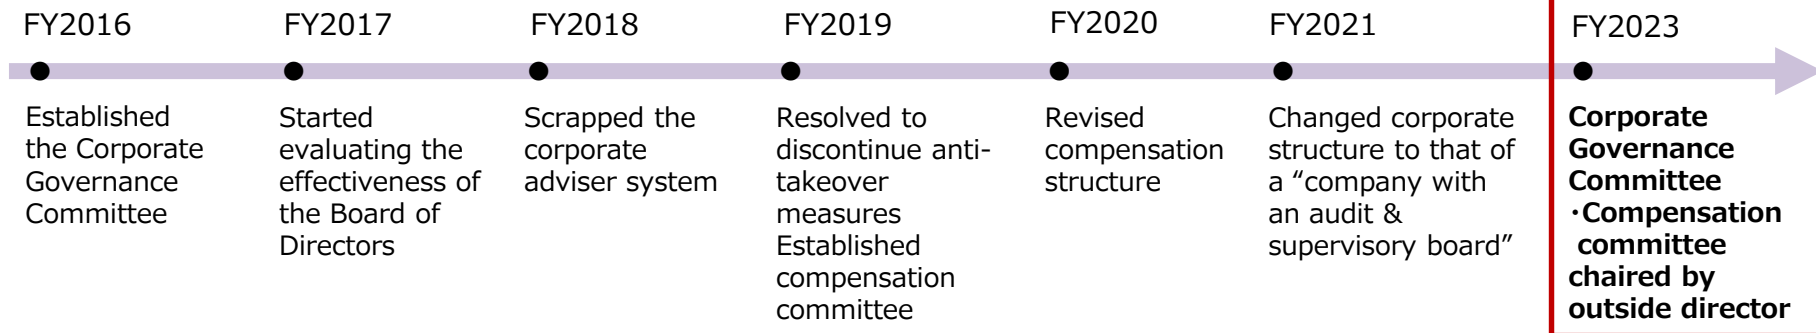 FY2016
Established
the Corporate
Governance
Committee
FY2017
Started
evaluating the
effectiveness of
the Board of
Directors
FY2018
Scrapped the
corporate
adviser system
FY2019
Resolved to
discontinue anti-
takeover
measures
Established
compensation
committee
FY2020
Revised
compensation
structure
FY2021
Changed corporate
structure to that of
a “company with
an audit &
supervisory board”
FY2023
Corporate
Governance
Committee
・Compensation
committee
chaired by
outside director